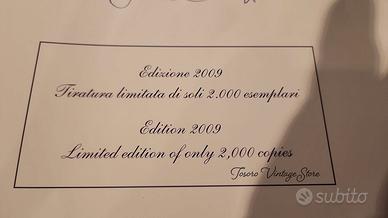 Edizione 2009
Tiratura limitata di soli 2.000 esemplari
Edition 2009
Limited edition of only 2,000 copies
Tosoro Vintage Store
subito